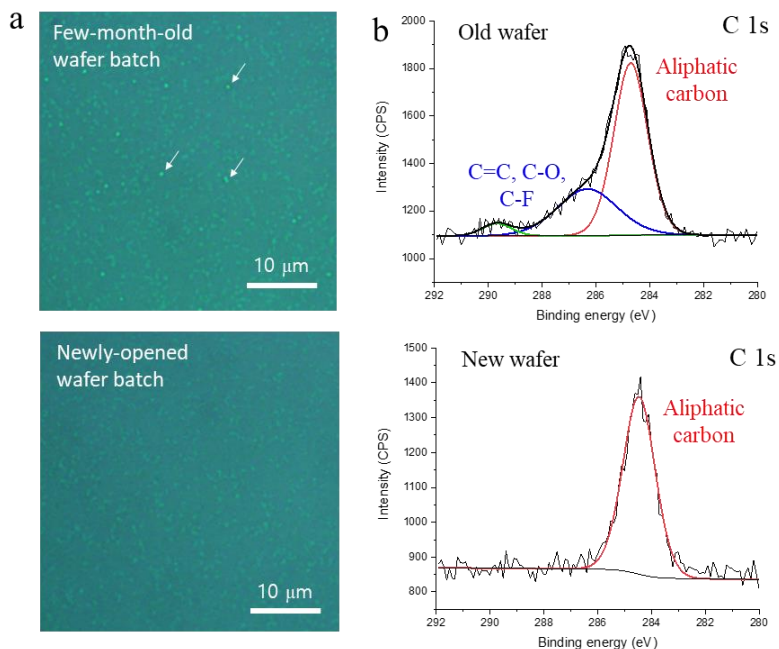 a
Few-month-old
wafer batch
10 μm
Newly-opened
wafer batch
10 μm
b
Old wafer
C 1s
Aliphatic
carbon
C=C, C-O,
C-F
Intensity (CPS)
2000
1800
1600
1400
1200
1000
292 290 288 286 284 282 280
Binding energy (eV)
New wafer
C 1s
Aliphatic
carbon
Intensity (CPS)
1500
1400
1300
1200
1100
1000
900
800
292 290 288 286 284 282 280
Binding energy (eV)